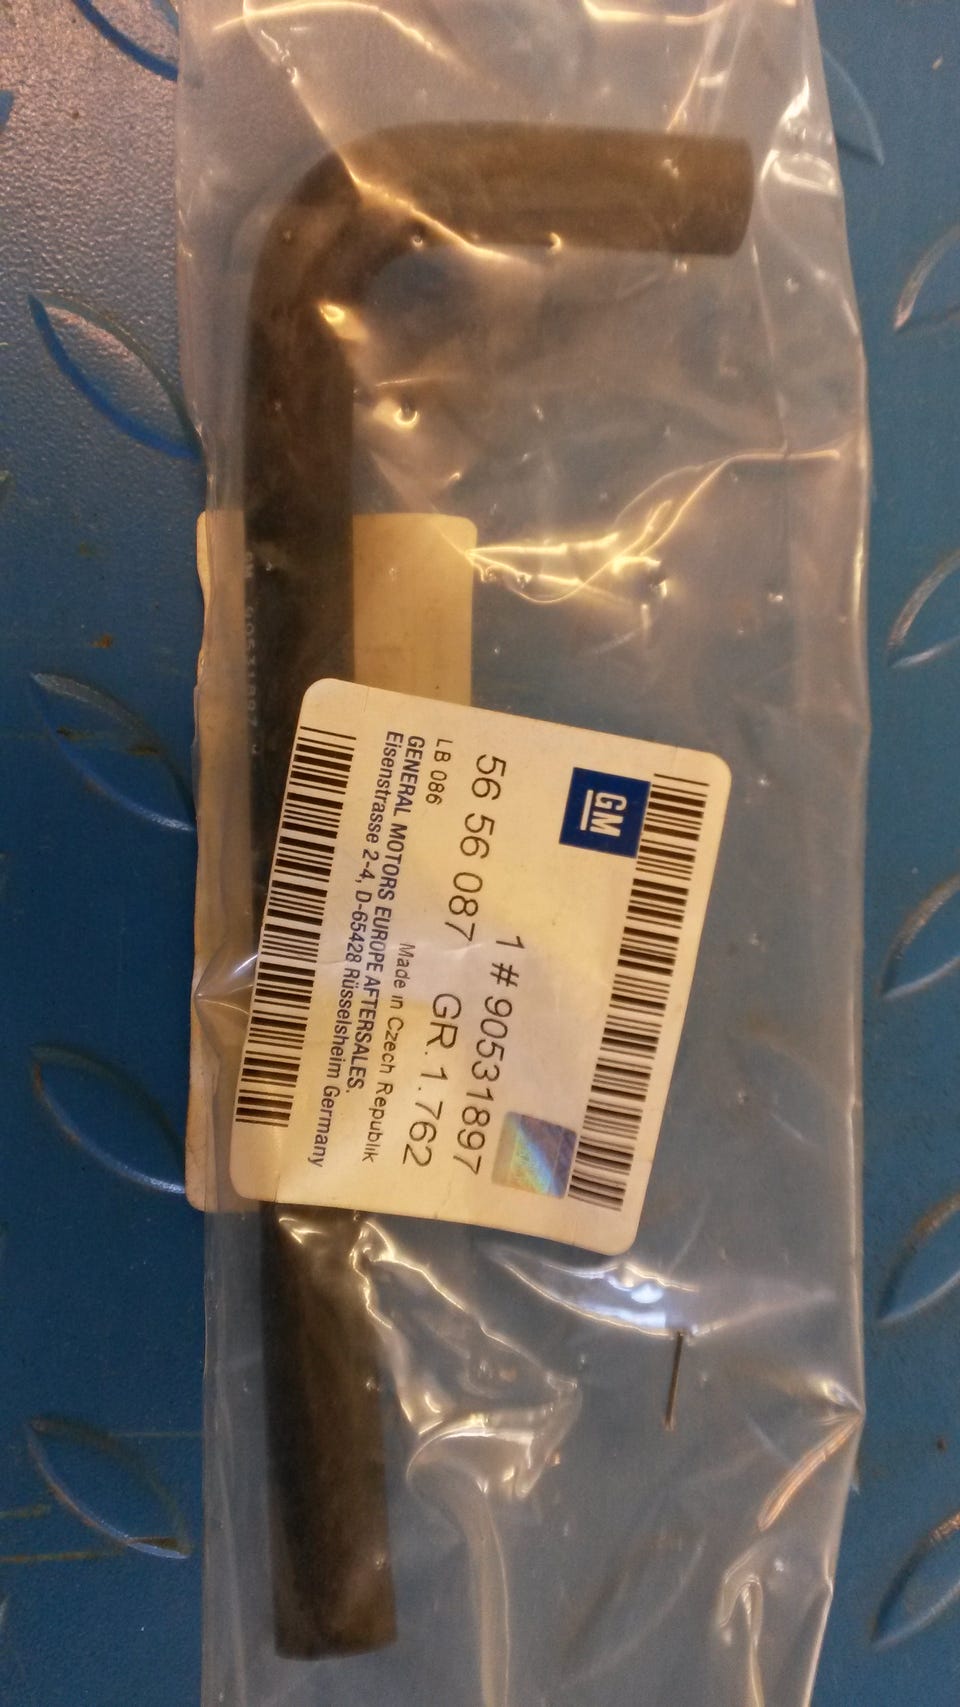 GM
1 # 90531897
56 56 087 GR. 1.762
LB 086
Made in Czech Republik
GENERAL MOTORS EUROPE AFTERSALES.
Eisenstrasse 2-4, D-65428 Rüsselsheim Germany
90531897